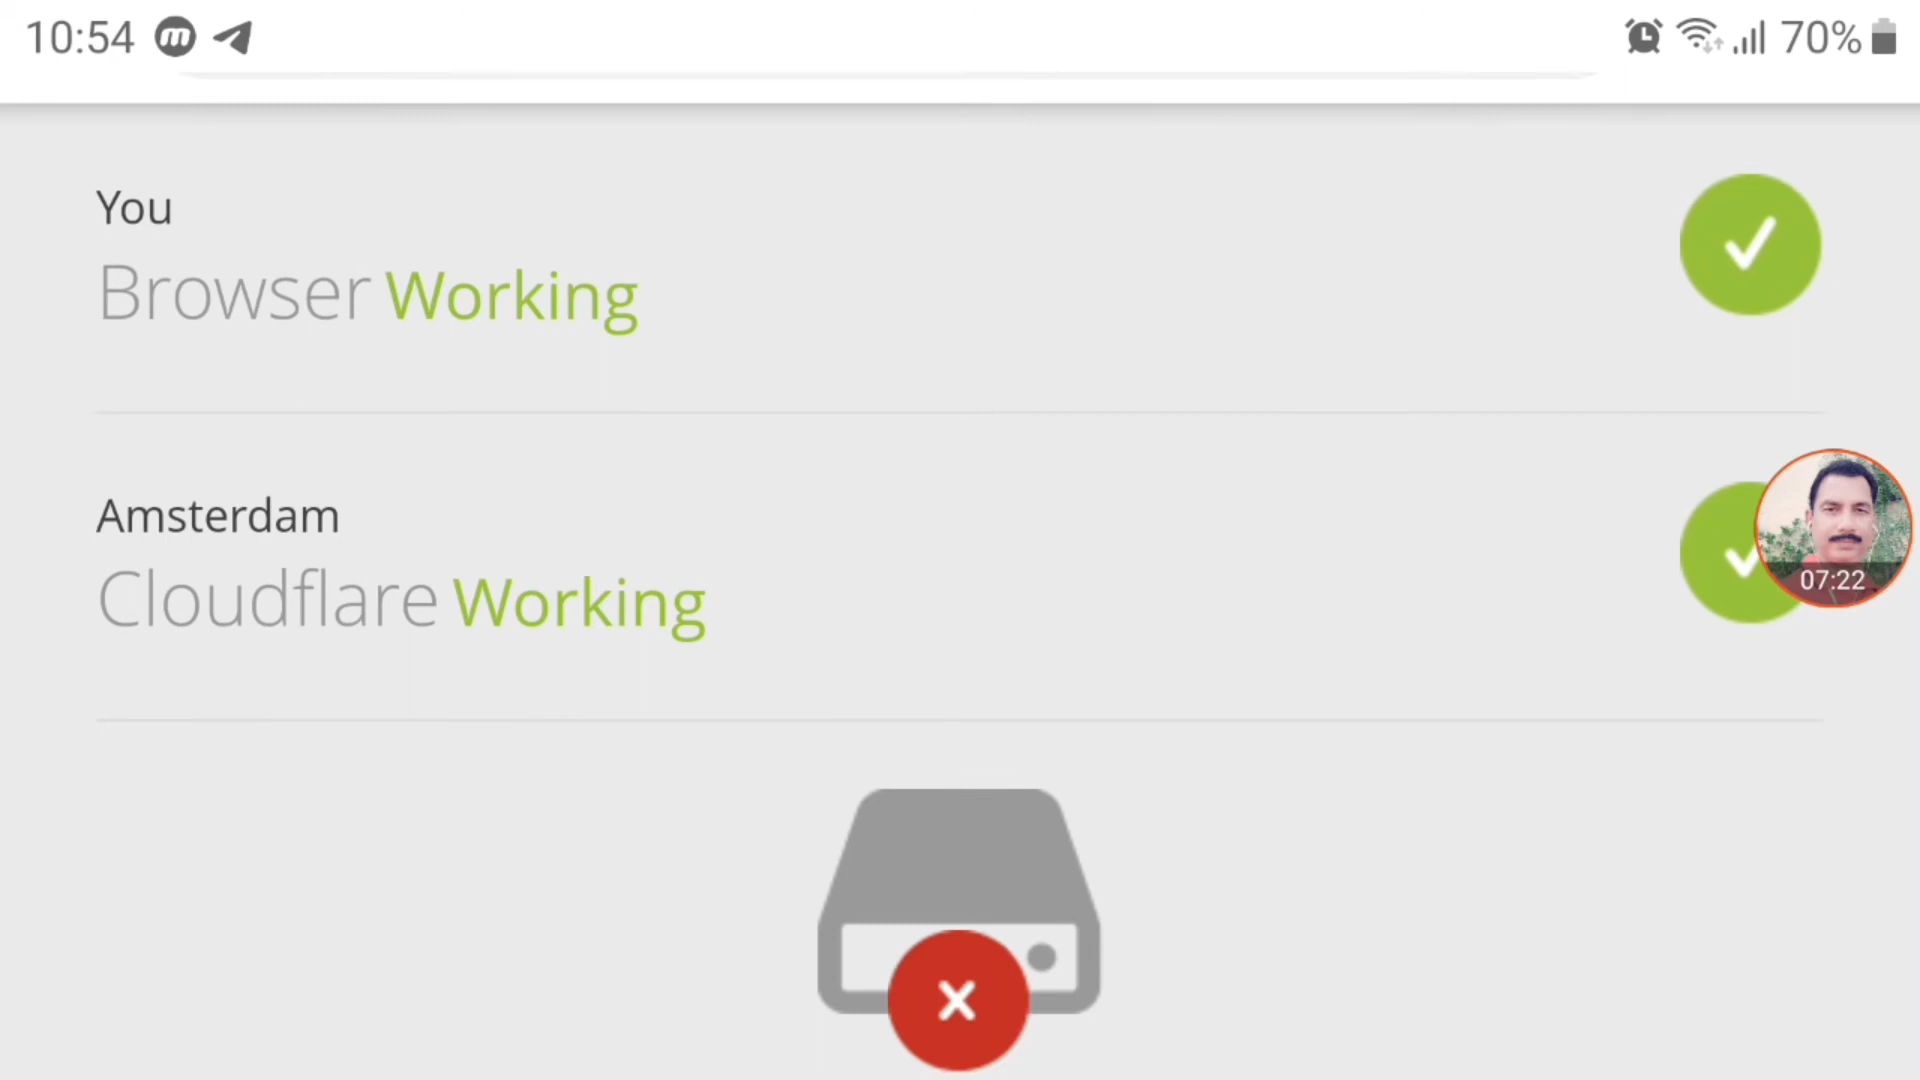 10:54 m 70%
You
Browser Working
Amsterdam
Cloudflare Working
07:22